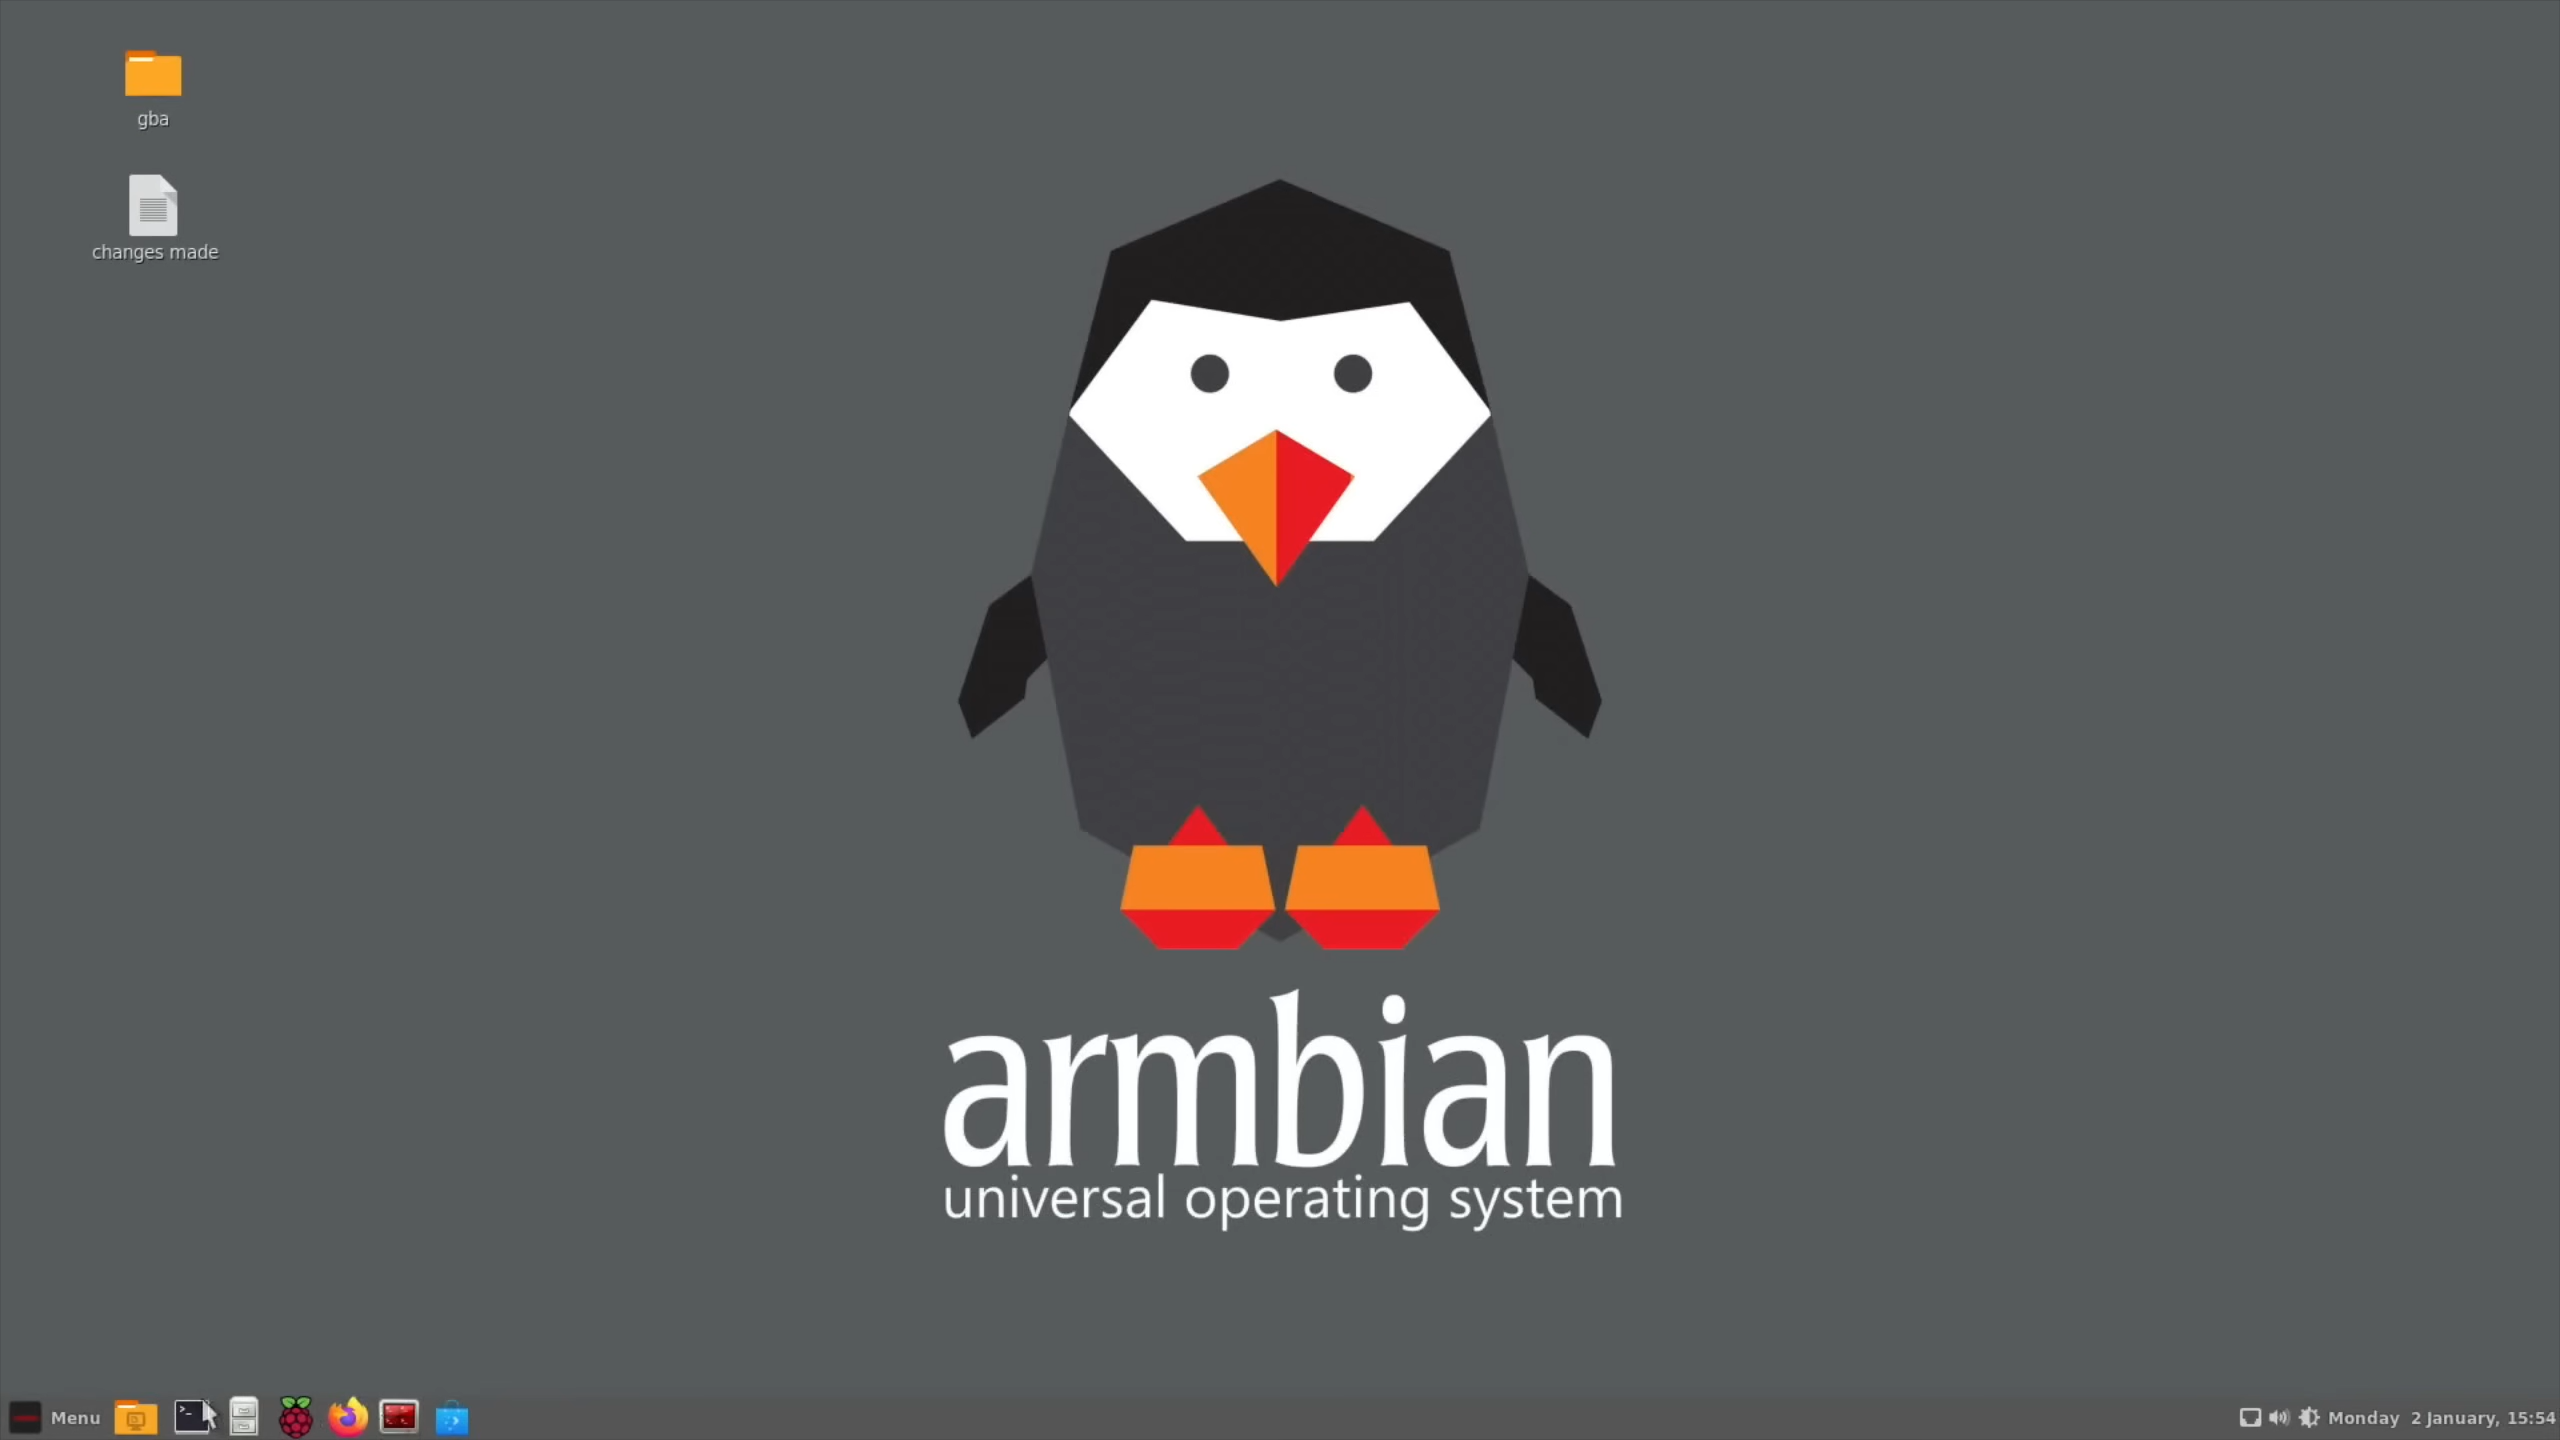 gba
changes made
armbian
universal operating system
Menu
Monday 2 January, 15:54